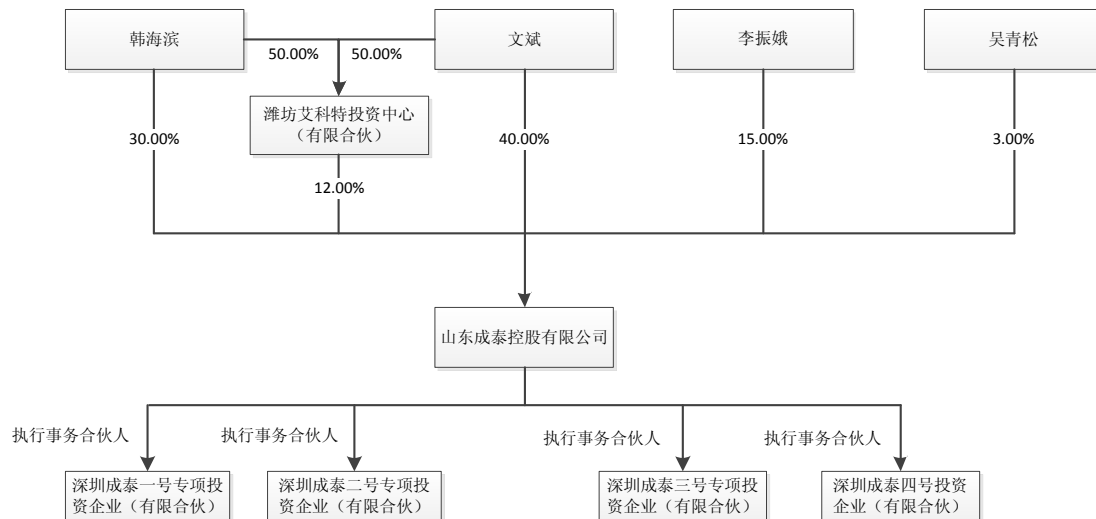 韩海滨
文斌
李振娥
吴青松
50.00%
50.00%
潍坊艾科特投资中心
（有限合伙）
30.00%
40.00%
15.00%
3.00%
12.00%
山东成泰控股有限公司
执行事务合伙人
执行事务合伙人
执行事务合伙人
执行事务合伙人
深圳成泰一号专项投
资企业（有限合伙）
深圳成泰二号专项投
资企业（有限合伙）
深圳成泰三号专项投
资企业（有限合伙）
深圳成泰四号投资
企业（有限合伙）